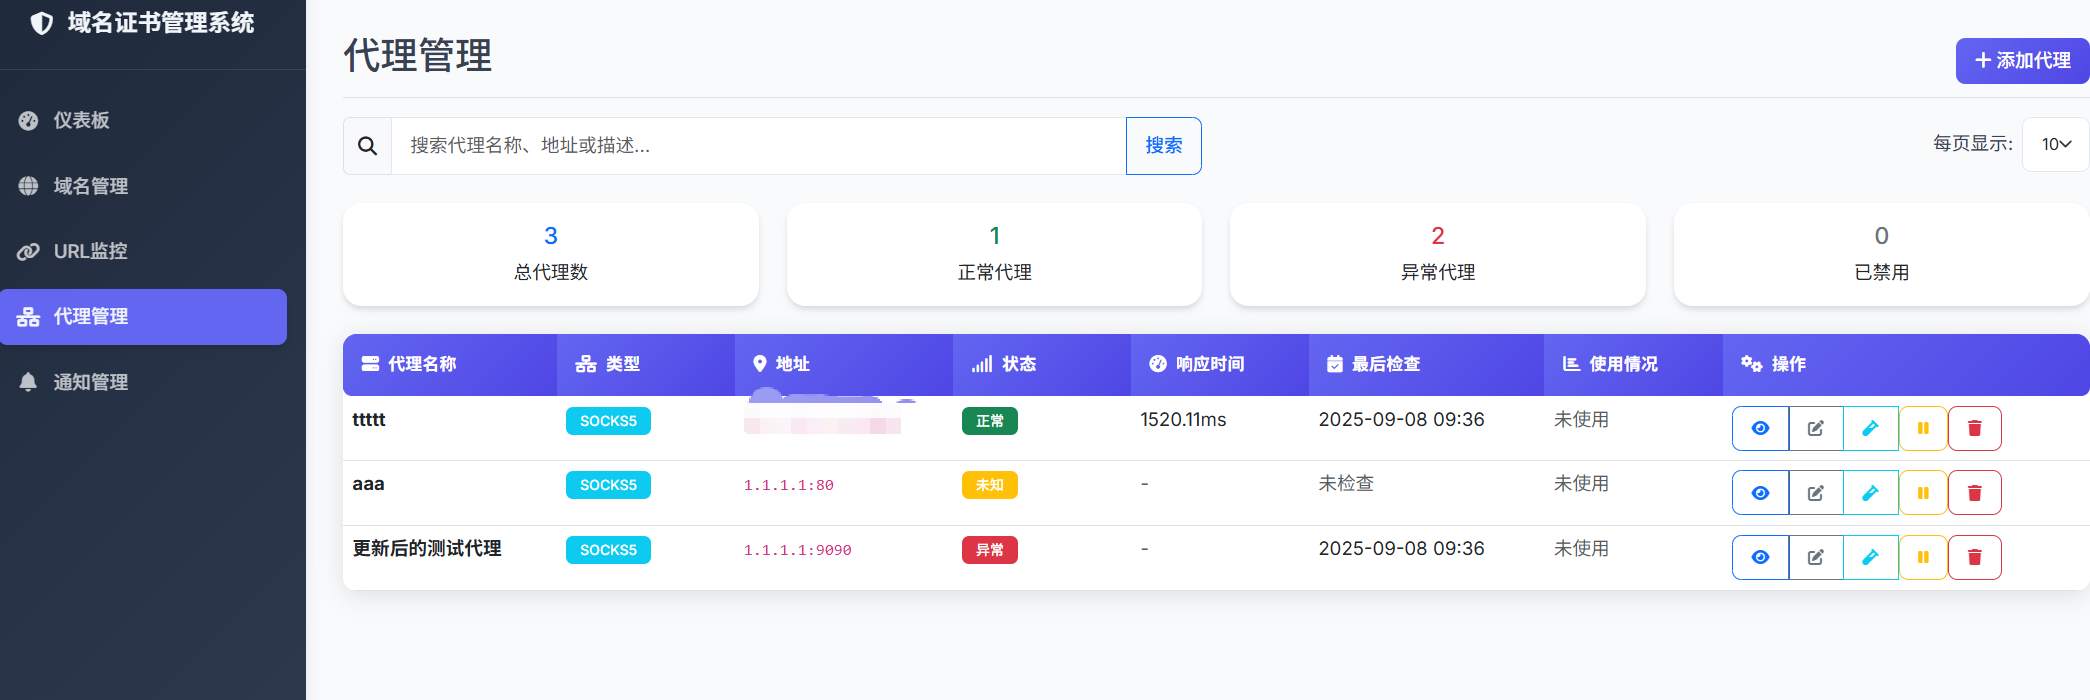 域名证书管理系统
仪表板
域名管理
URL监控
代理管理
通知管理
代理管理
添加代理
搜索代理名称、地址或描述...
搜索
每页显示:
10
3
总代理数
1
正常代理
2
异常代理
0
已禁用
代理名称 类型 地址 状态 响应时间 最后检查 使用情况 操作
ttttt SOCKS5 正常 1520.11ms 2025-09-08 09:36 未使用
aaa SOCKS5 1.1.1.1:80 未知 - 未检查 未使用
更新后的测试代理 SOCKS5 1.1.1.1:9090 异常 - 2025-09-08 09:36 未使用